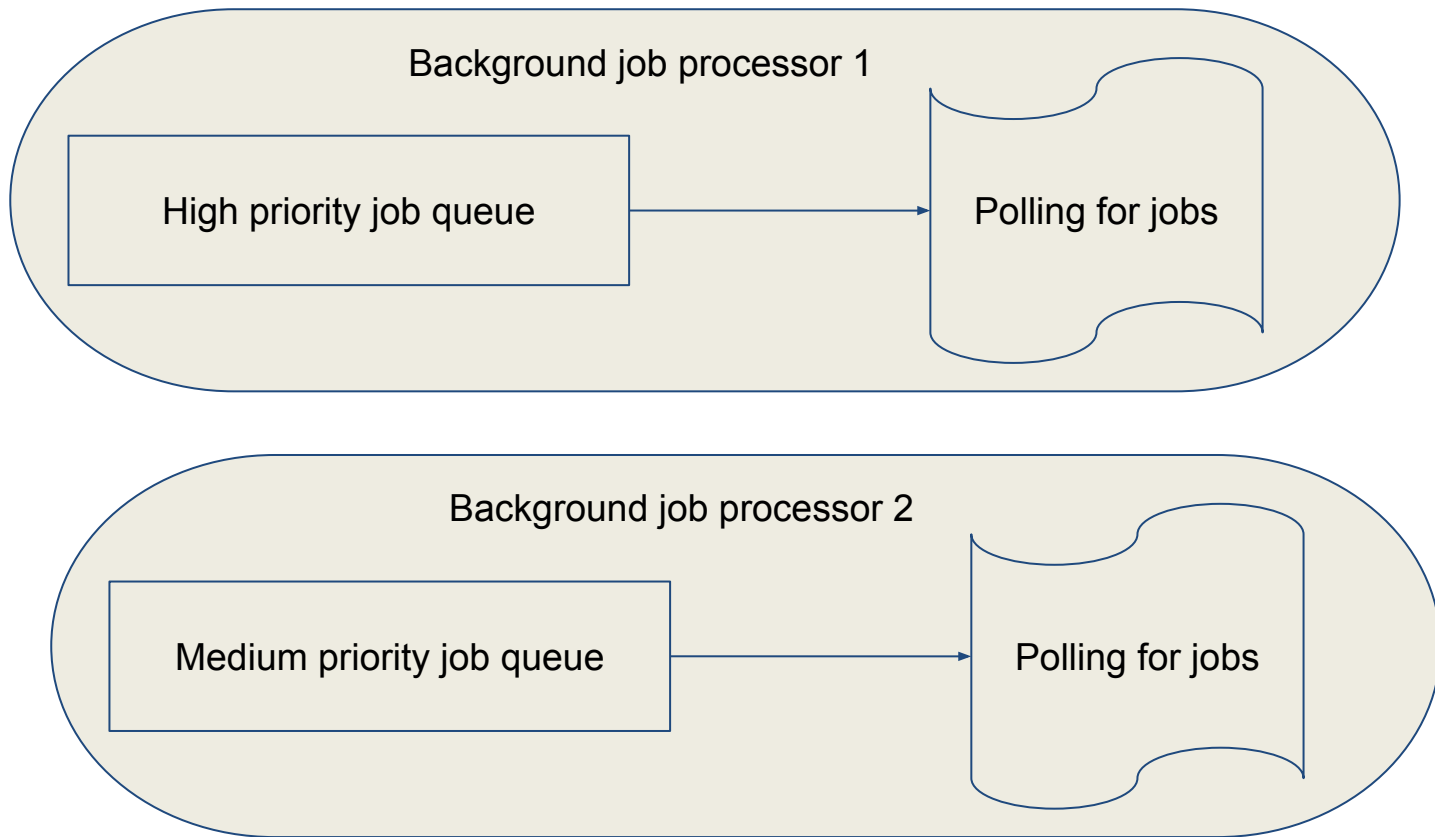 Background job processor 1
High priority job queue
Polling for jobs
Background job processor 2
Medium priority job queue
Polling for jobs